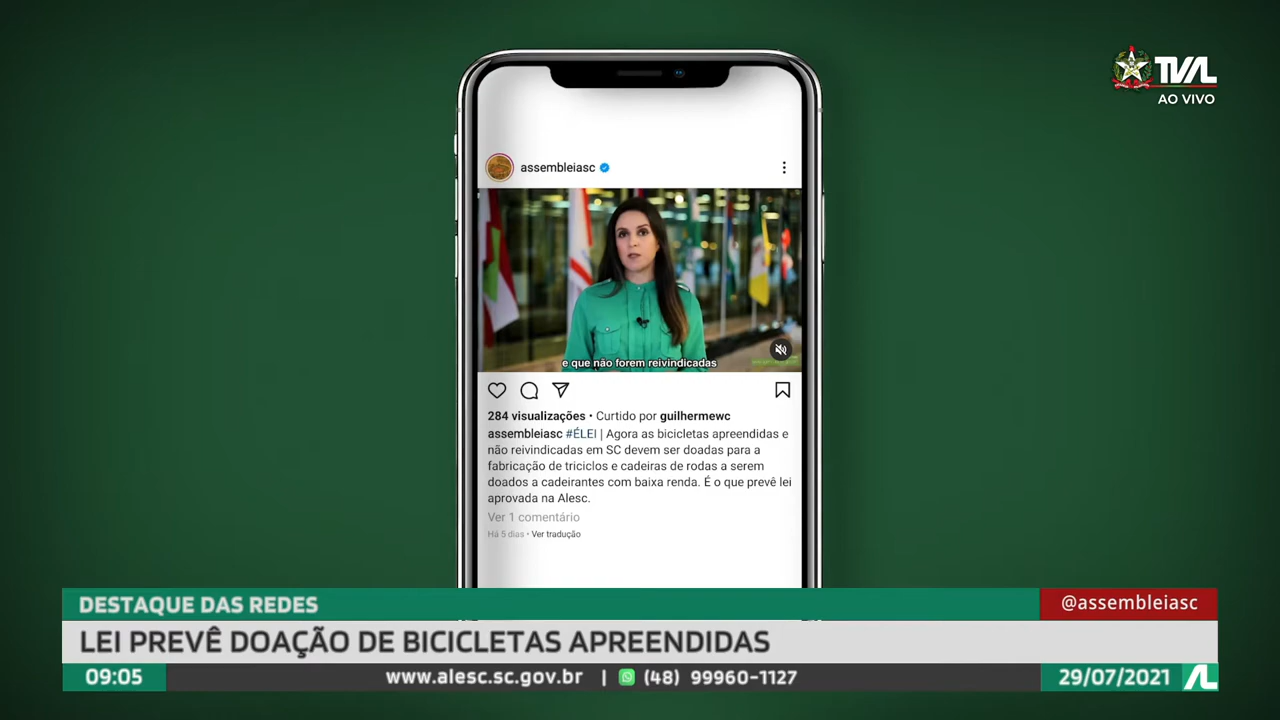 TVAL
AO VIVO
assembleiasc
e que não forem reivindicadas
284 visualizações • Curtido por guilhermewc
assembleiasc #ÉLEI | Agora as bicicletas apreendidas e
não reivindicadas em SC devem ser doadas para a
fabricação de triciclos e cadeiras de rodas a serem
doados a cadeirantes com baixa renda. É o que prevê lei
aprovada na Alesc.
Ver 1 comentário
Há 5 dias • Ver tradução
DESTAQUE DAS REDES
@assembleiasc
LEI PREVÊ DOAÇÃO DE BICICLETAS APREENDIDAS
09:05
www.alesc.sc.gov.br | (48) 99960-1127
29/07/2021
AL